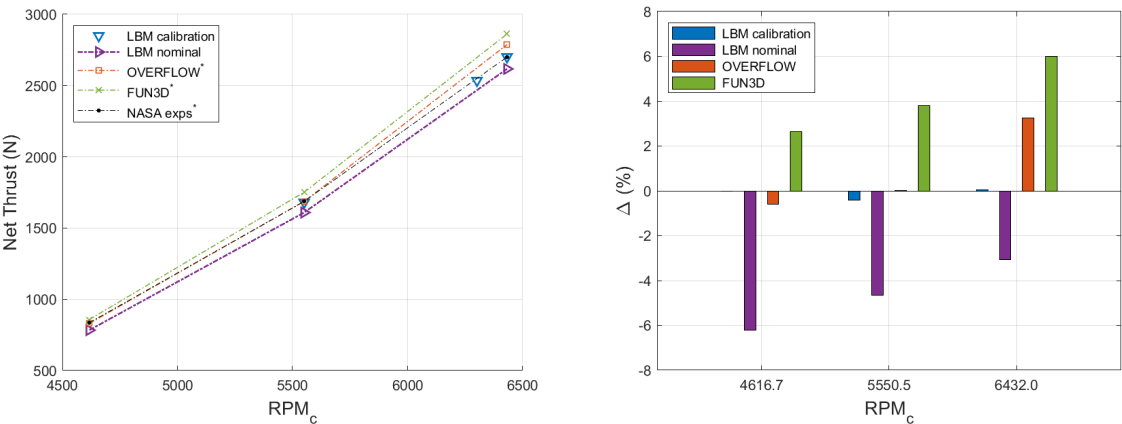 3000
2500
2000
1500
1000
500
Net Thrust (N)
LBM calibration
LBM nominal
OVERFLOW*
FUN3D*
NASA exps*
4500 5000 5500 6000 6500
RPMc
8
6
4
2
0
-2
-4
-6
-8
Δ (%)
LBM calibration
LBM nominal
OVERFLOW
FUN3D
4616.7 5550.5 6432.0
RPMc